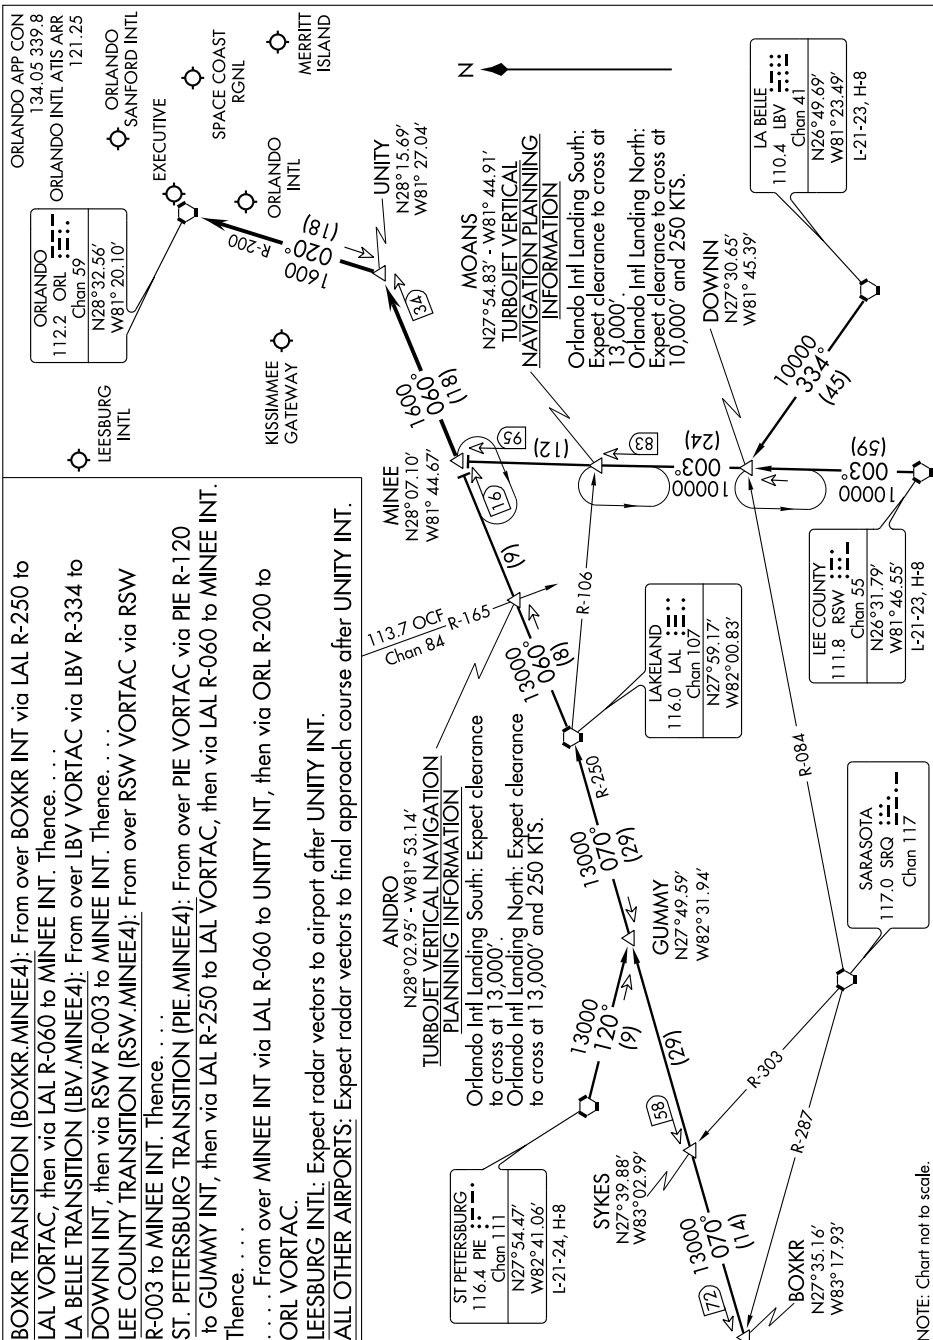 BOXKR TRANSITION (BOXKR.MINEE4): From over BOXKR INT via LAL R-250 to
LAL VORTAC, then via LAL R-060 to MINEE INT. Thence. . . .
LA BELLE TRANSITION (LBV.MINEE4): From over LBV VORTAC via LBV R-334 to
DOWNN INT, then via RSW R-003 to MINEE INT. Thence. . . .
LEE COUNTY TRANSITION (RSW.MINEE4): From over RSW VORTAC via RSW
R-003 to MINEE INT. Thence. . . .
ST. PETERSBURG TRANSITION (PIE.MINEE4): From over PIE VORTAC via PIE R-120
to GUMMY INT, then via LAL R-250 to LAL VORTAC, then via LAL R-060 to MINEE INT.
Thence. . . .
. . . . From over MINEE INT via LAL R-060 to UNITY INT, then via ORL R-200 to
ORL VORTAC.
LEESBURG INTL: Expect radar vectors to airport after UNITY INT.
ALL OTHER AIRPORTS: Expect radar vectors to final approach course after UNITY INT.
ORLANDO APP CON
134.05 339.8
ORLANDO INTL ATIS ARR
121.25
LEESBURG
INTL
ORLANDO
112.2 ORL
Chan 59
N28°32.56'
W81°20.10'
EXECUTIVE
ORLANDO
SANFORD INTL
SPACE COAST
RGNL
MERRITT
ISLAND
ORLANDO
INTL
KISSIMMEE
GATEWAY
R-200
1600
020°
(18)
UNITY
N28°15.69'
W81°27.04'
34
1600
060°
(18)
MINEE
N28°07.10'
W81°44.67'
16
95
(12)
83
MOANS
N27°54.83' - W81°44.91'
TURBOJET VERTICAL
NAVIGATION PLANNING
INFORMATION
Orlando Intl Landing South:
Expect clearance to cross at
13,000'.
Orlando Intl Landing North:
Expect clearance to cross at
10,000' and 250 KTS.
N
10000
003°
(24)
DOWNN
N27°30.65'
W81°45.39'
10000
334°
(45)
LA BELLE
110.4 LBV
Chan 41
N26°49.69'
W81°23.49'
L-21-23, H-8
10000
003°
(59)
LEE COUNTY
111.8 RSW
Chan 55
N26°31.79'
W81°46.55'
L-21-23, H-8
113.7 OCF
Chan 84
R-165
(9)
13000
060°
(8)
R-106
LAKELAND
116.0 LAL
Chan 107
N27°59.17'
W82°00.83'
ANDRO
N28°02.95' - W81°53.14'
TURBOJET VERTICAL NAVIGATION
PLANNING INFORMATION
Orlando Intl Landing South: Expect clearance
to cross at 13,000'.
Orlando Intl Landing North: Expect clearance
to cross at 13,000' and 250 KTS.
R-250
13000
070°
(29)
GUMMY
N27°49.59'
W82°31.94'
13000
120°
(9)
ST PETERSBURG
116.4 PIE
Chan 111
N27°54.47'
W82°41.06'
L-21-24, H-8
(29)
58
SYKES
N27°39.88'
W83°02.99'
13000
070°
(14)
72
BOXKR
N27°35.16'
W83°17.93'
R-084
R-303
R-287
SARASOTA
117.0 SRQ
Chan 117
NOTE: Chart not to scale.